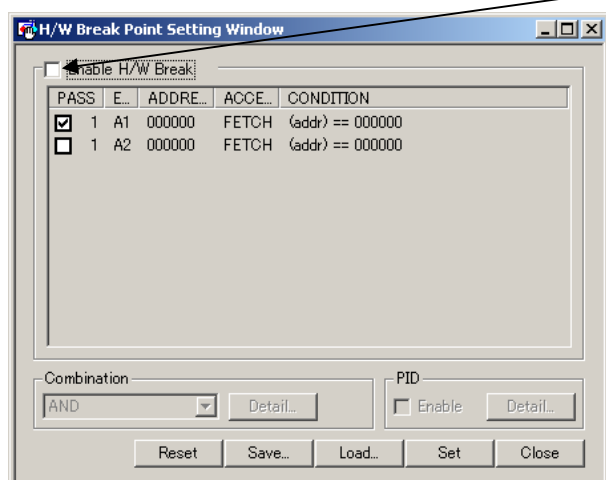 H/W Break Point Setting Window
Enable H/W Break
PASS E... ADDRE... ACCE... CONDITION
1 A1 000000 FETCH (addr) == 000000
1 A2 000000 FETCH (addr) == 000000
Combination
PID
AND Detail... Enable Detail...
Reset Save... Load... Set Close